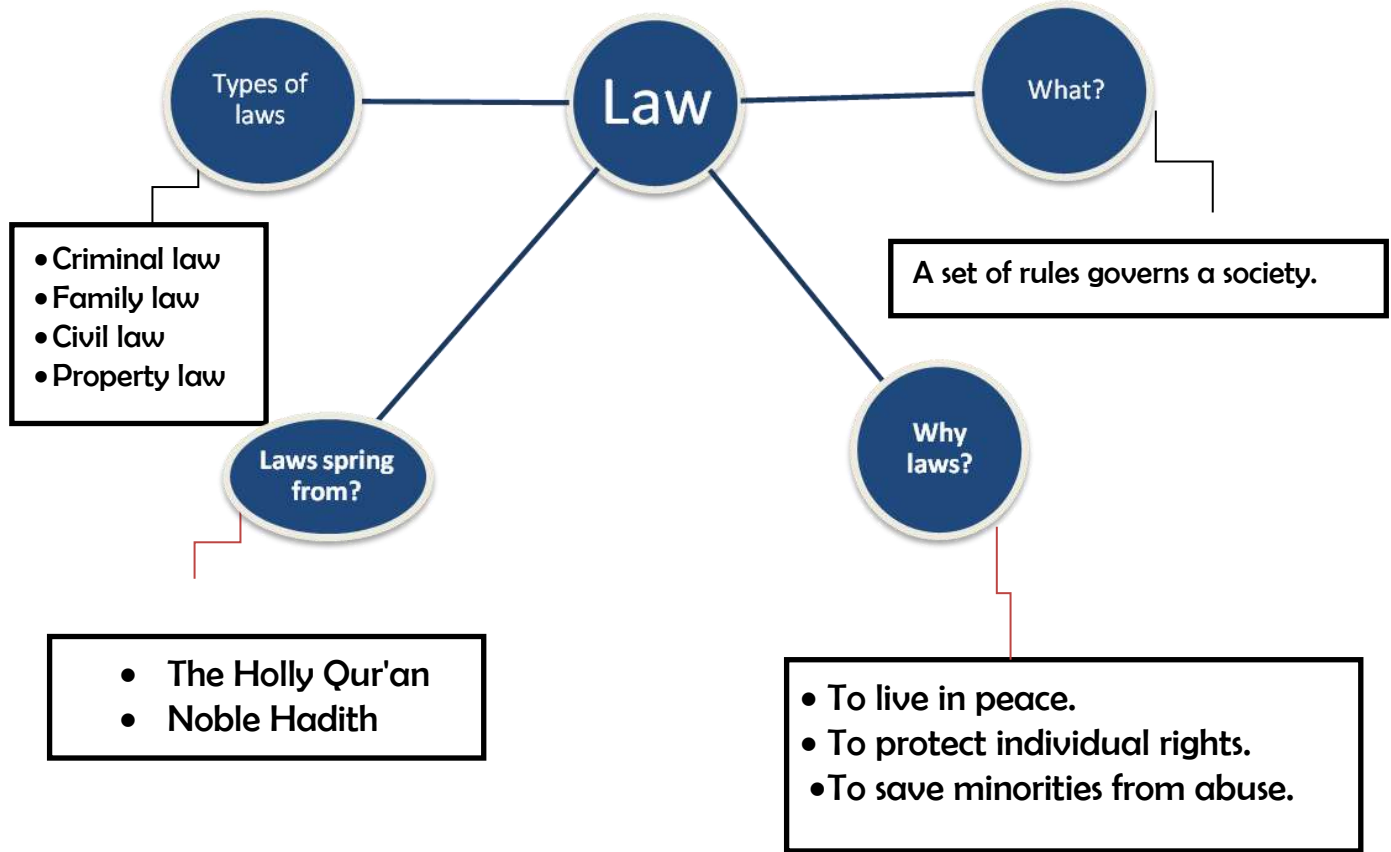 Types of
laws
Law
What?
• Criminal law
• Family law
• Civil law
• Property law
A set of rules governs a society.
Laws spring
from?
Why
laws?
• The Holly Qur'an
• Noble Hadith
• To live in peace.
• To protect individual rights.
• To save minorities from abuse.